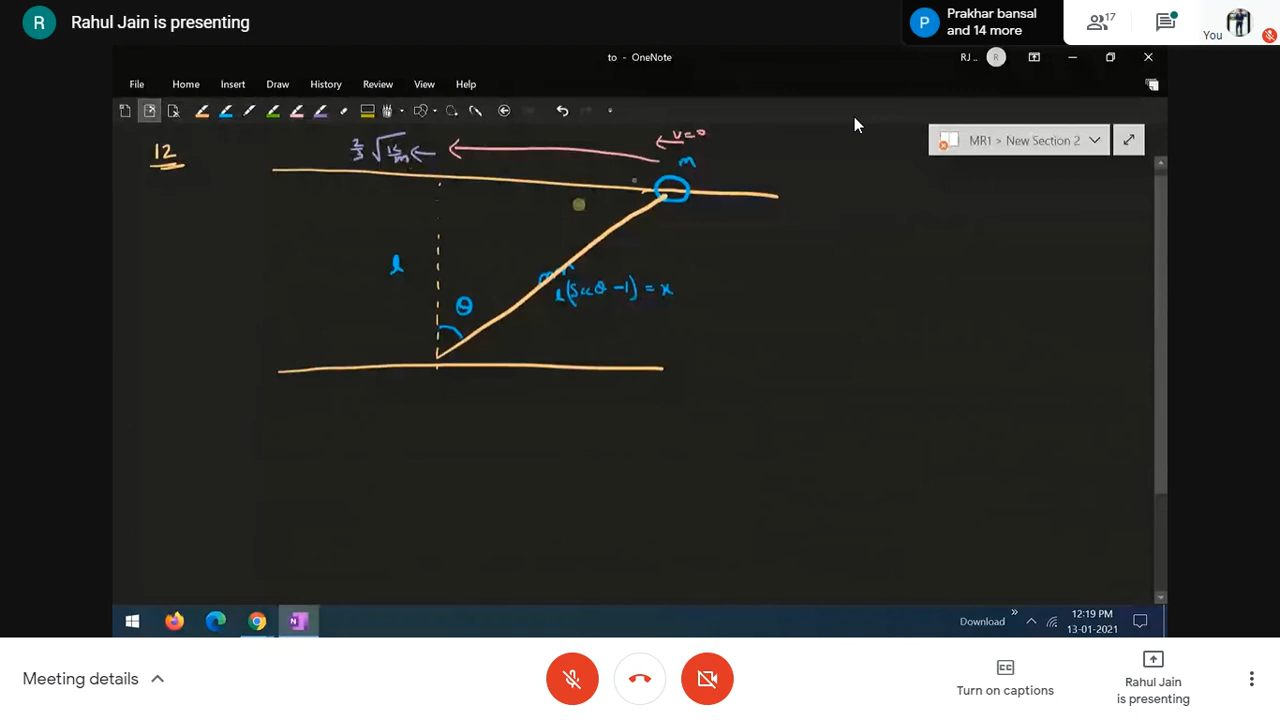 R Rahul Jain is presenting
P Prakhar bansal and 14 more
17
You
to - OneNote
RJ ..
R
File Home Insert Draw History Review Help
MR1 > New Section 2
12
v=0
m
l
θ
l(secθ -1) = x
Download
»
12:19 PM
13-01-2021
Meeting details
CC
Turn on captions
Rahul Jain
is presenting